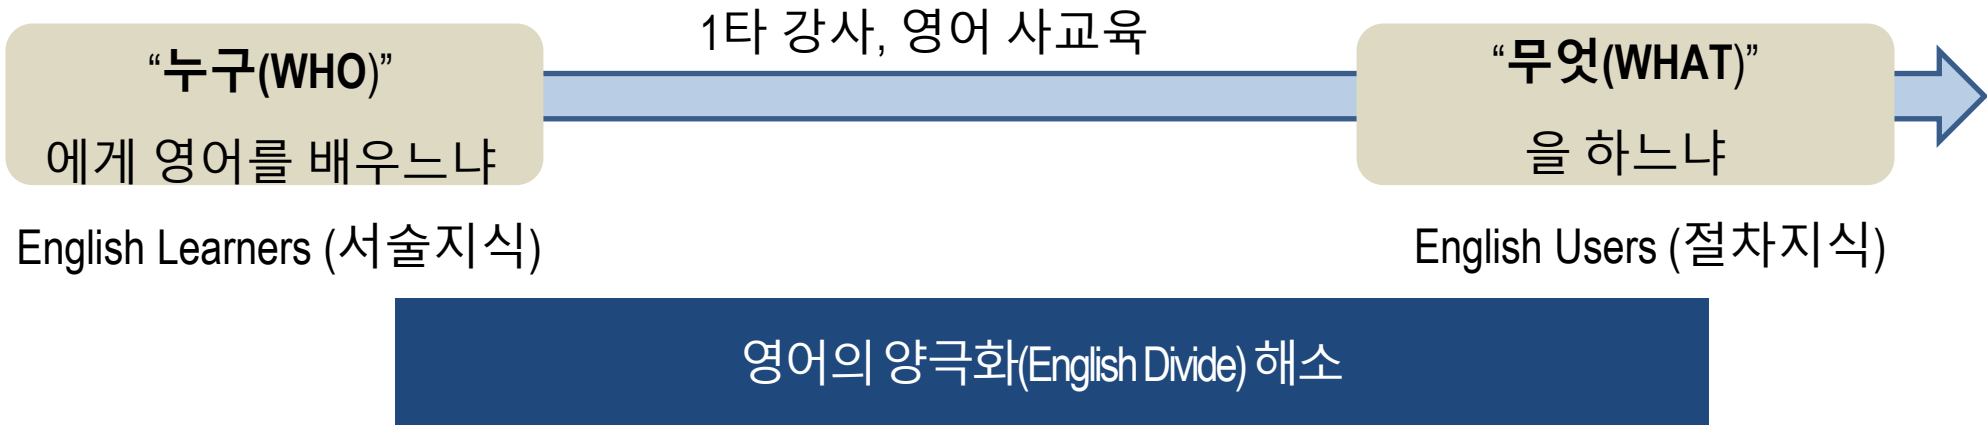 “누구(WHO)”
에게 영어를 배우느냐
1타 강사, 영어 사교육
“무엇(WHAT)”
을 하느냐
English Learners (서술지식)
English Users (절차지식)
영어의 양극화(English Divide) 해소